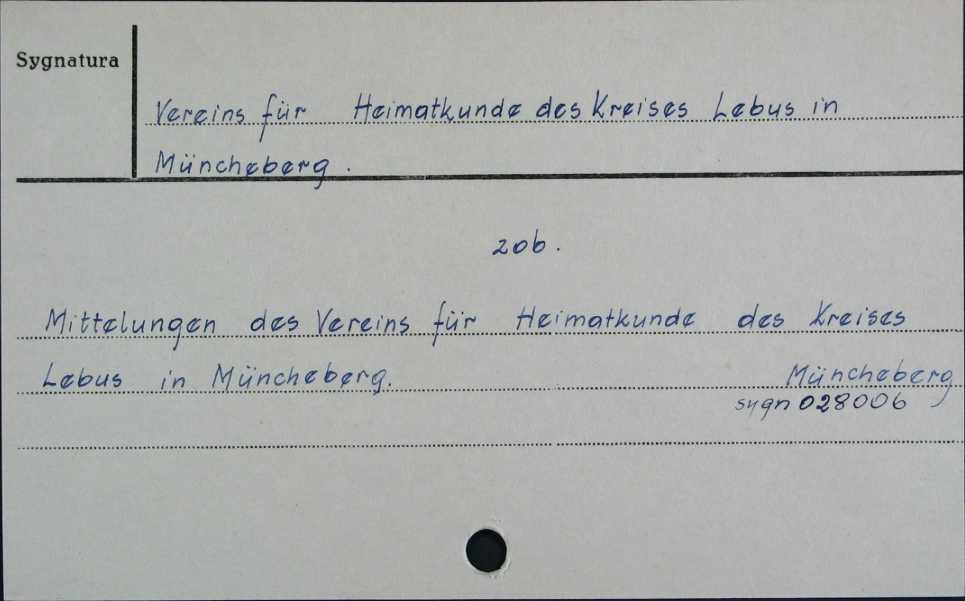 Sygnatura
Vereins für Heimatkunde des Kreises Lebus in
Müncheberg.
zob.
Mittelungen des Vereins für Heimatkunde des Kreises
Lebus in Müncheberg. Müncheberg
sygn 028006